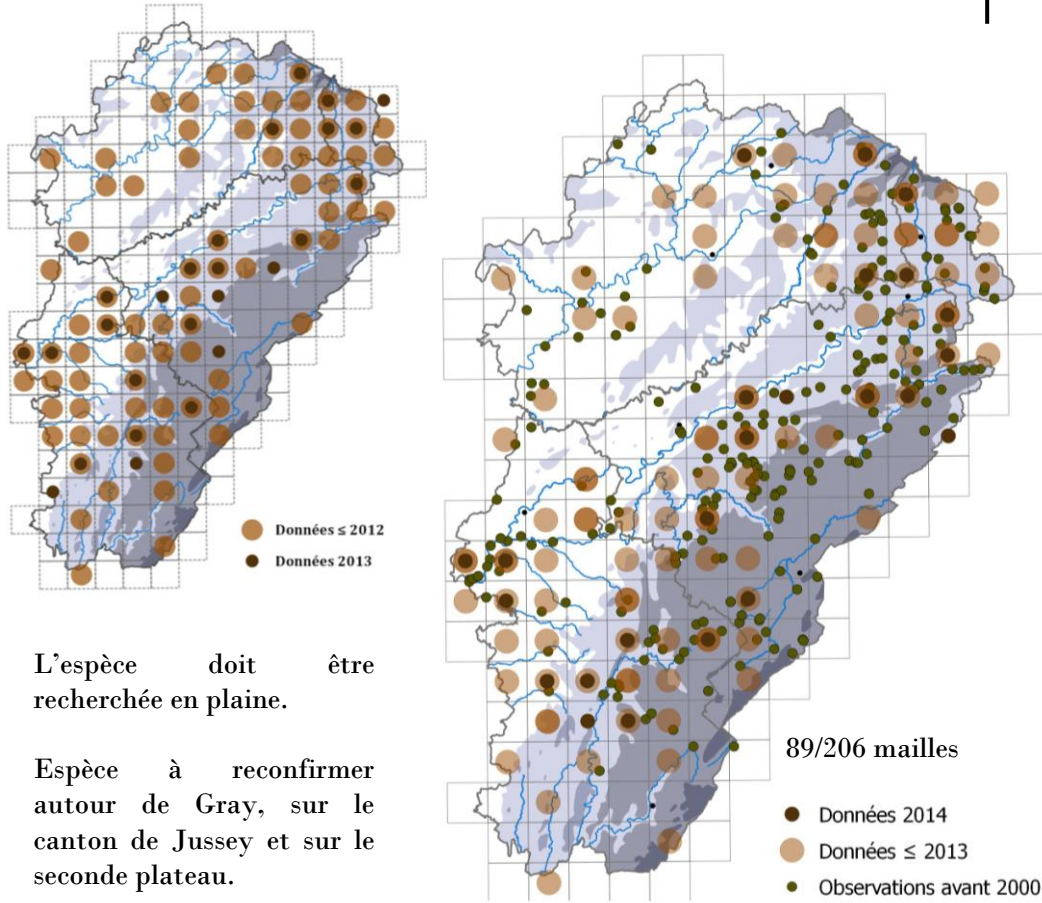 Données ≤ 2012
Données 2013
L'espèce doit être
recherchée en plaine.
Espèce à reconfirmer
autour de Gray, sur le
canton de Jussey et sur le
seconde plateau.
89/206 mailles
Données 2014
Données ≤ 2013
Observations avant 2000